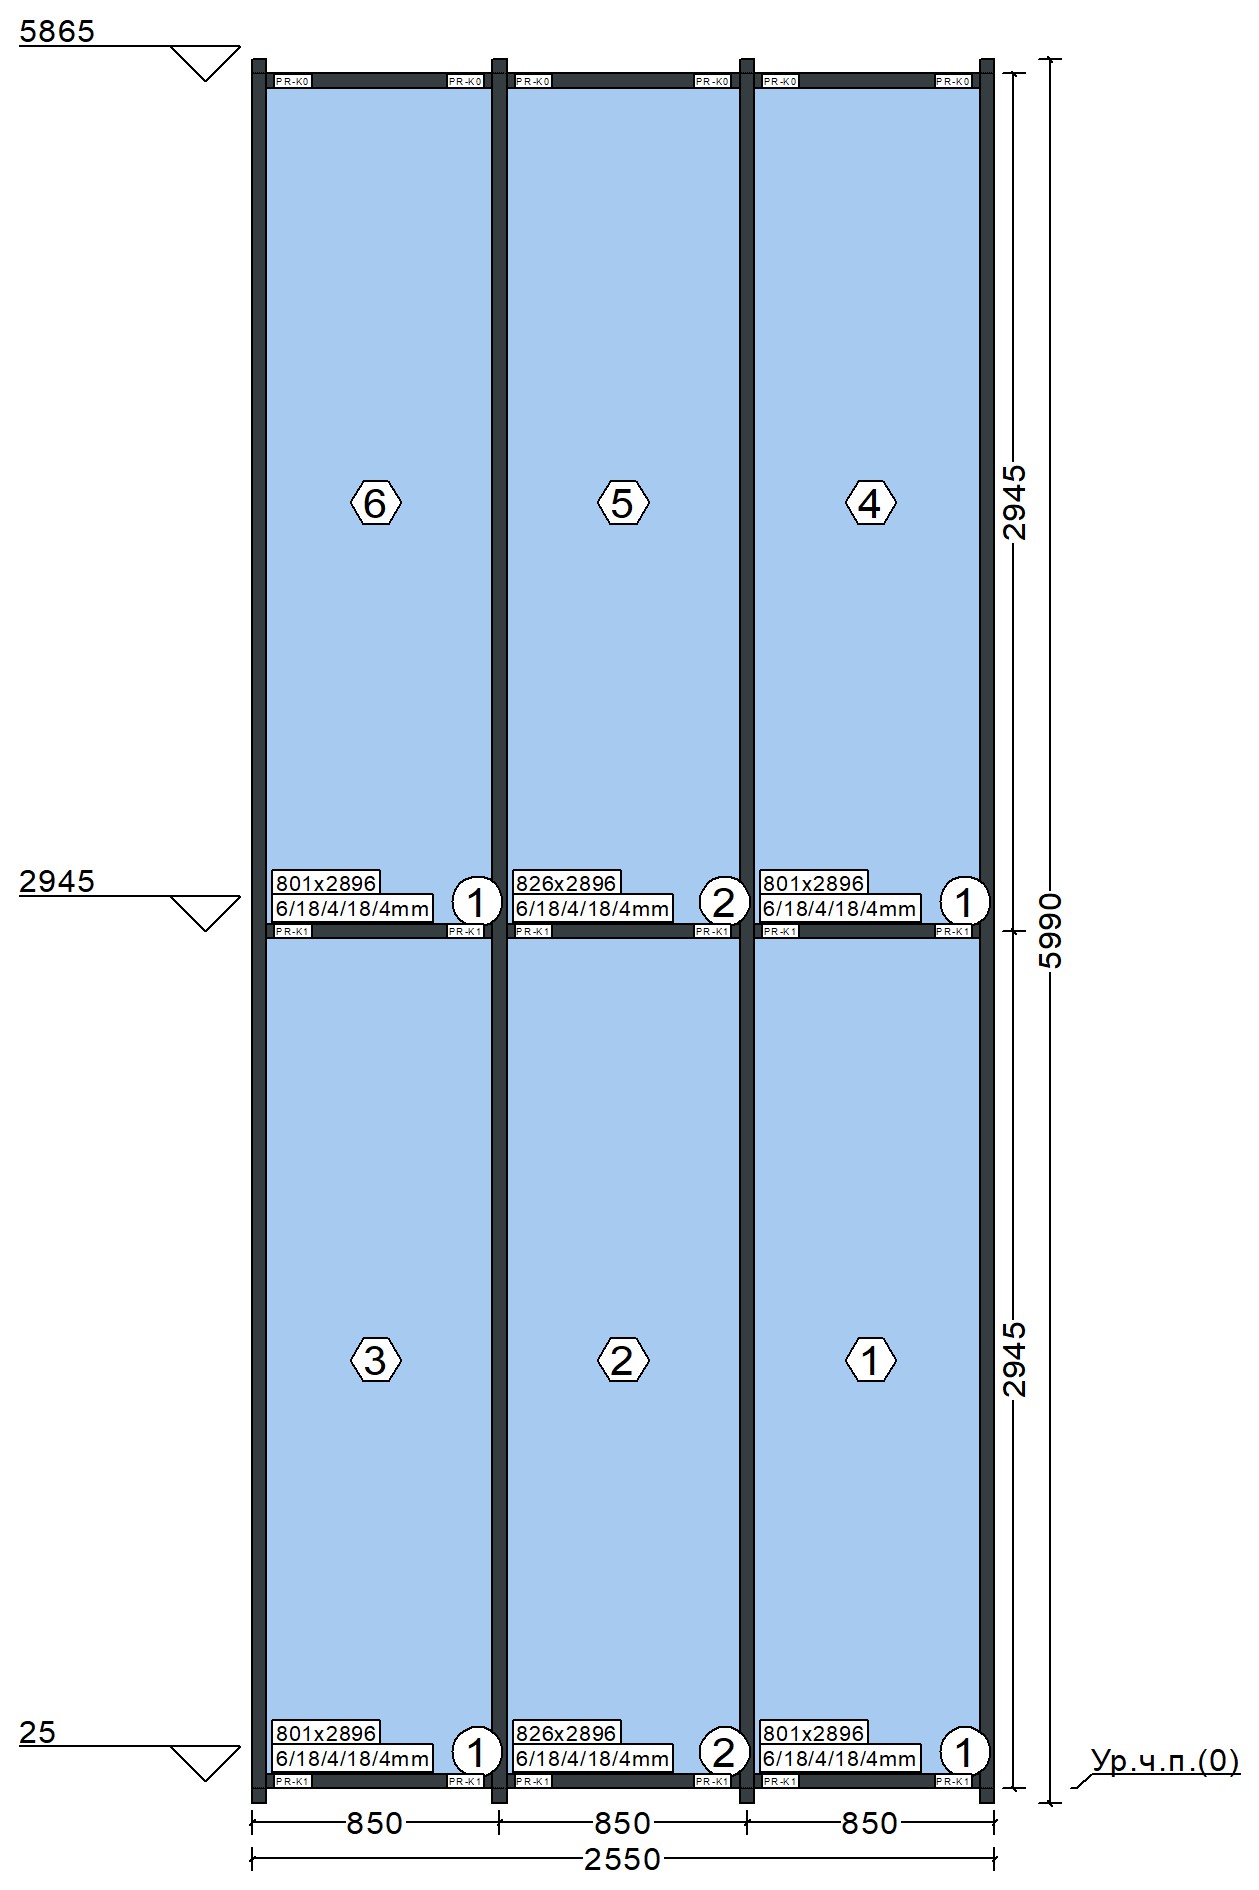 5865
PR-K0 PR-K0 PR-K0 PR-K0 PR-K0 PR-K0
6 5 4
2945
2945
801x2896 1 826x2896 2 801x2896 1
6/18/4/18/4mm 6/18/4/18/4mm 6/18/4/18/4mm
PR-K1 PR-K1 PR-K1 PR-K1 PR-K1 PR-K1
5990
3 2 1
2945
25
801x2896 1 826x2896 2 801x2896 1
6/18/4/18/4mm 6/18/4/18/4mm 6/18/4/18/4mm
PR-K1 PR-K1 PR-K1 PR-K1 PR-K1 PR-K1
Ур.ч.п.(0)
850 850 850
2550